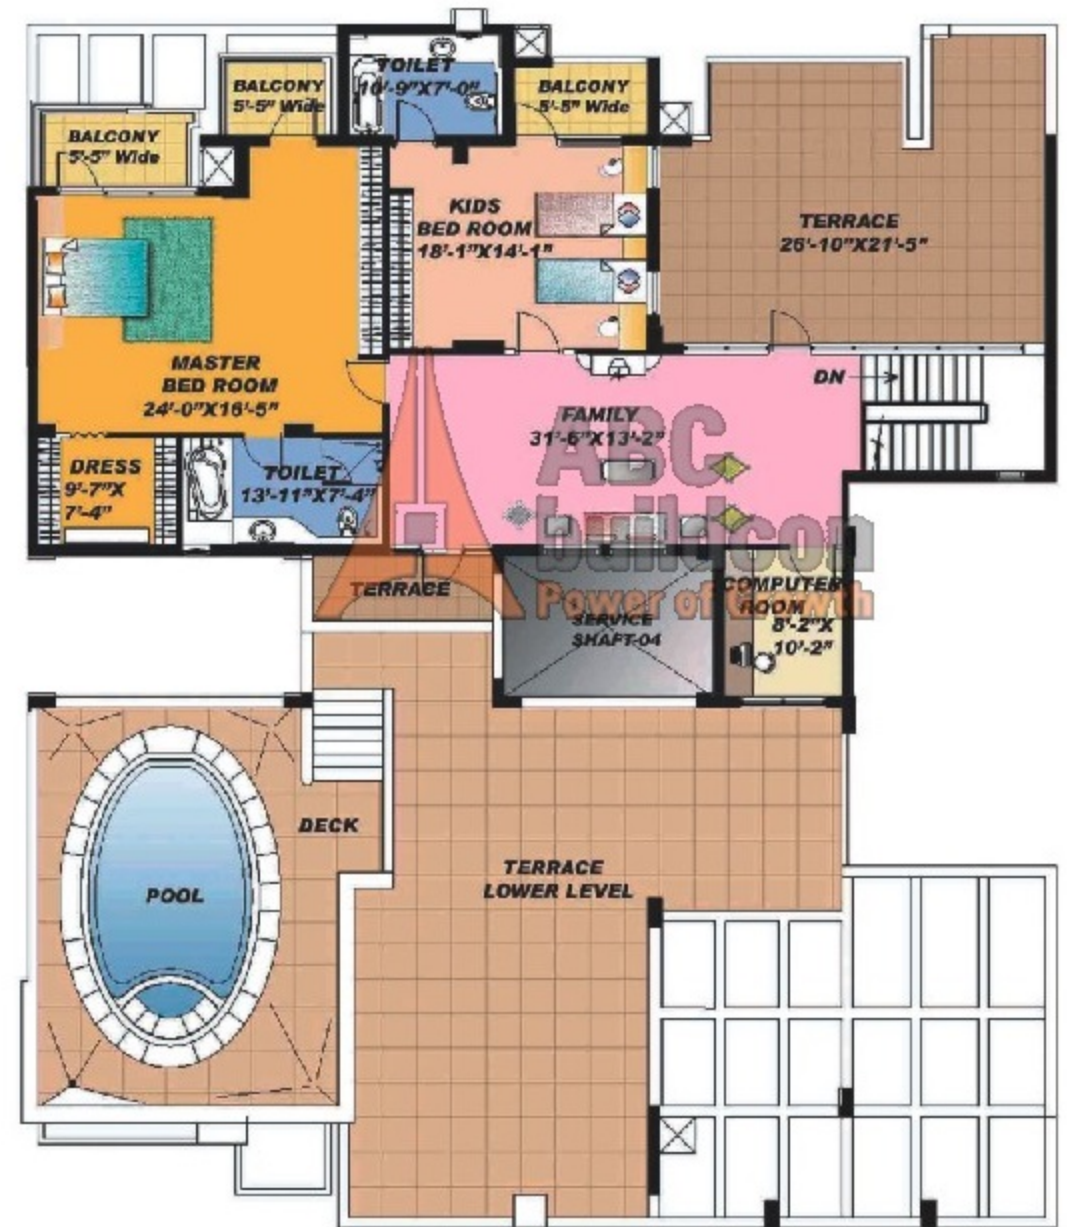 TOILET
10'-9"X7'-0"
BALCONY
5'-5" Wide
BALCONY
5'-5" Wide
BALCONY
5'-5" Wide
KIDS
BED ROOM
18'-1"X14'-1"
TERRACE
26'-10"X21'-5"
MASTER
BED ROOM
24'-0"X16'-5"
DN
FAMILY
31'-6"X13'-2"
ABC
buildcon
Power of Growth
DRESS
9'-7"X
7'-4"
TOILET
13'-11"X7'-4"
TERRACE
SERVICE
SHAFT-04
COMPUTER
ROOM
8'-2"X
10'-2"
DECK
POOL
TERRACE
LOWER LEVEL